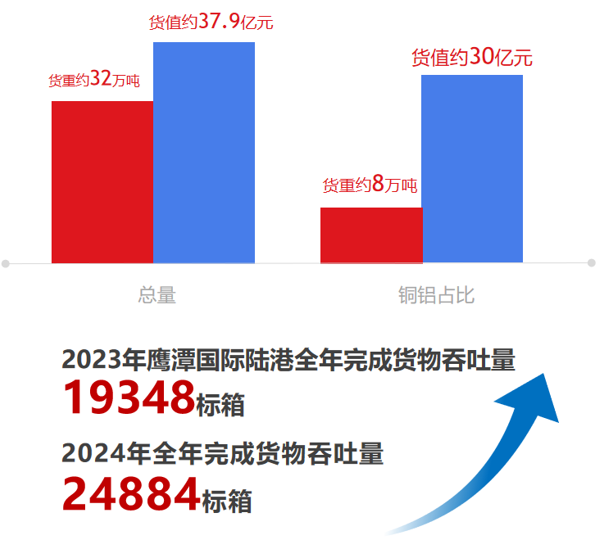 货值约37.9亿元
货值约30亿元
货重约32万吨
货重约8万吨
总量
铜铝占比
2023年鹰潭国际陆港全年完成货物吞吐量
19348标箱
2024年全年完成货物吞吐量
24884标箱